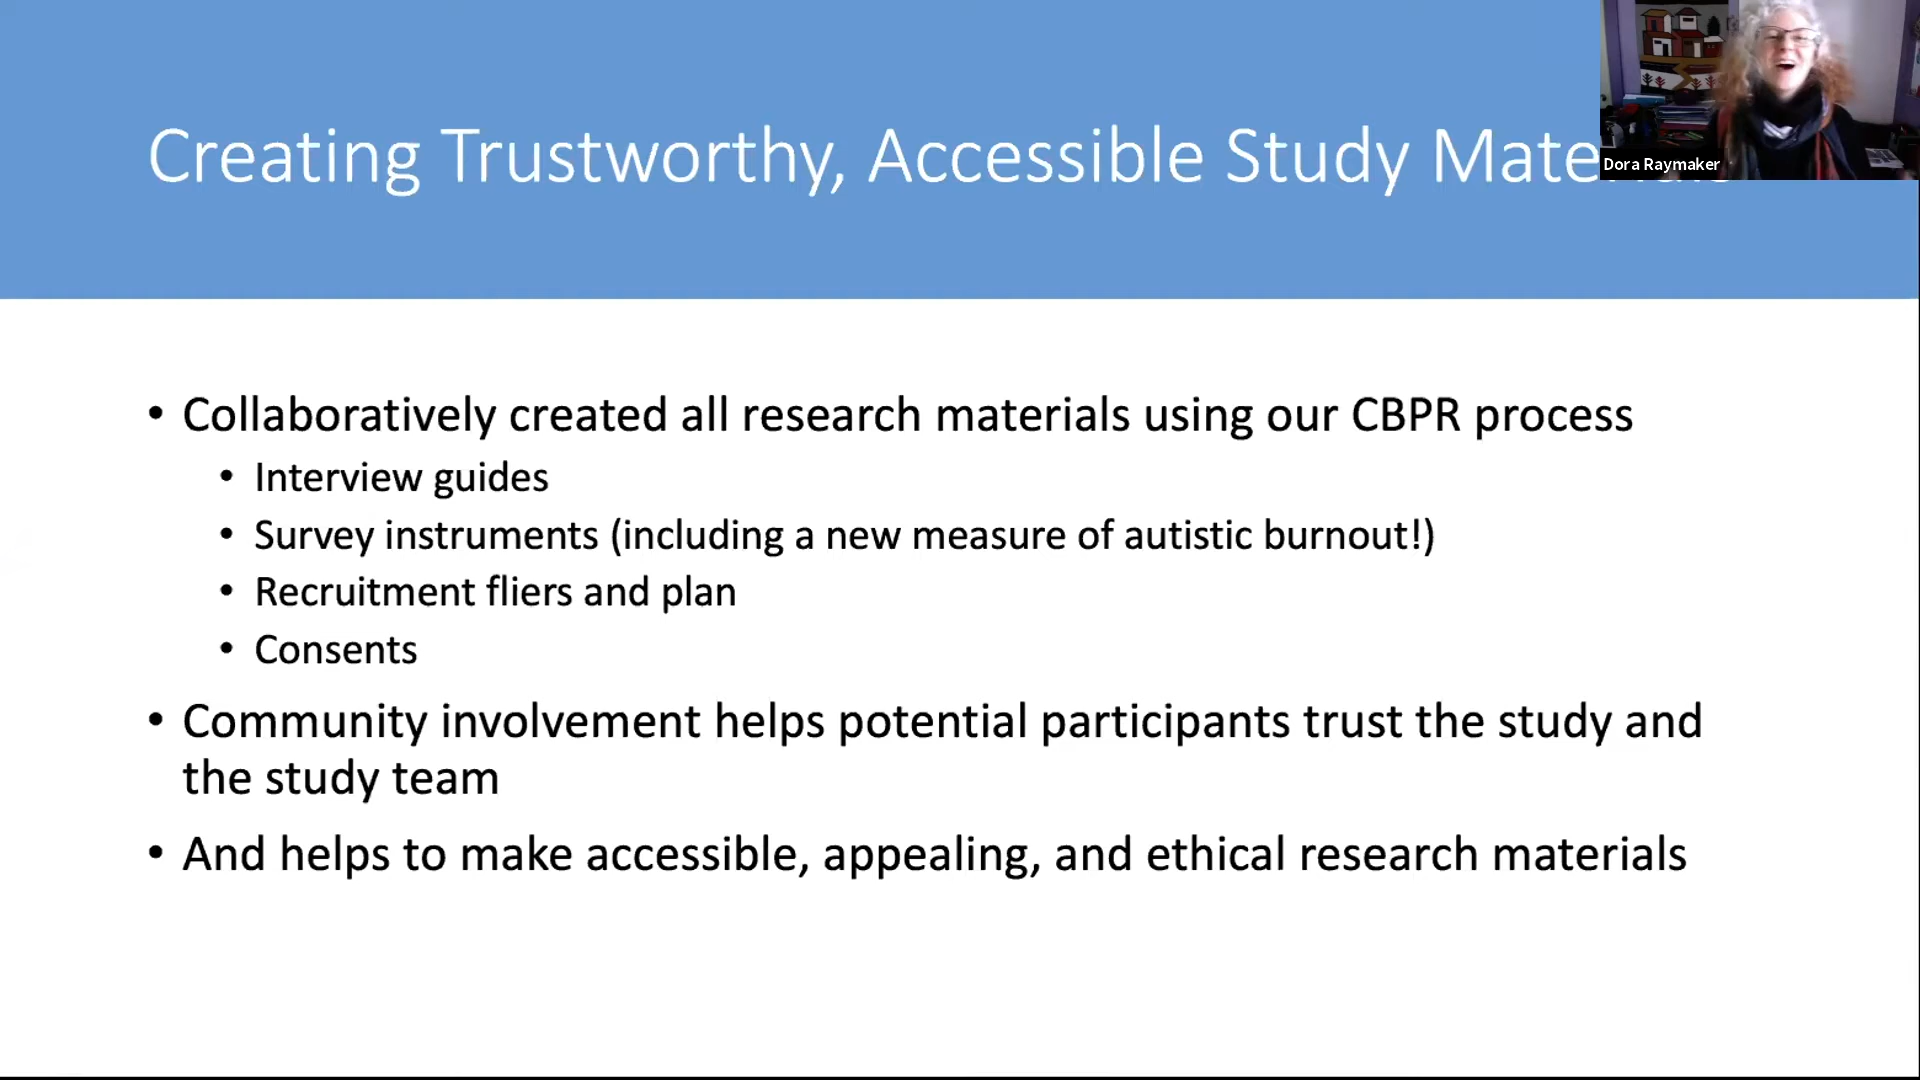 Creating Trustworthy, Accessible Study
Dora Raymaker
• Collaboratively created all research materials using our CBPR process
• Interview guides
• Survey instruments (including a new measure of autistic burnout!)
• Recruitment fliers and plan
• Consents
• Community involvement helps potential participants trust the study and
the study team
• And helps to make accessible, appealing, and ethical research materials